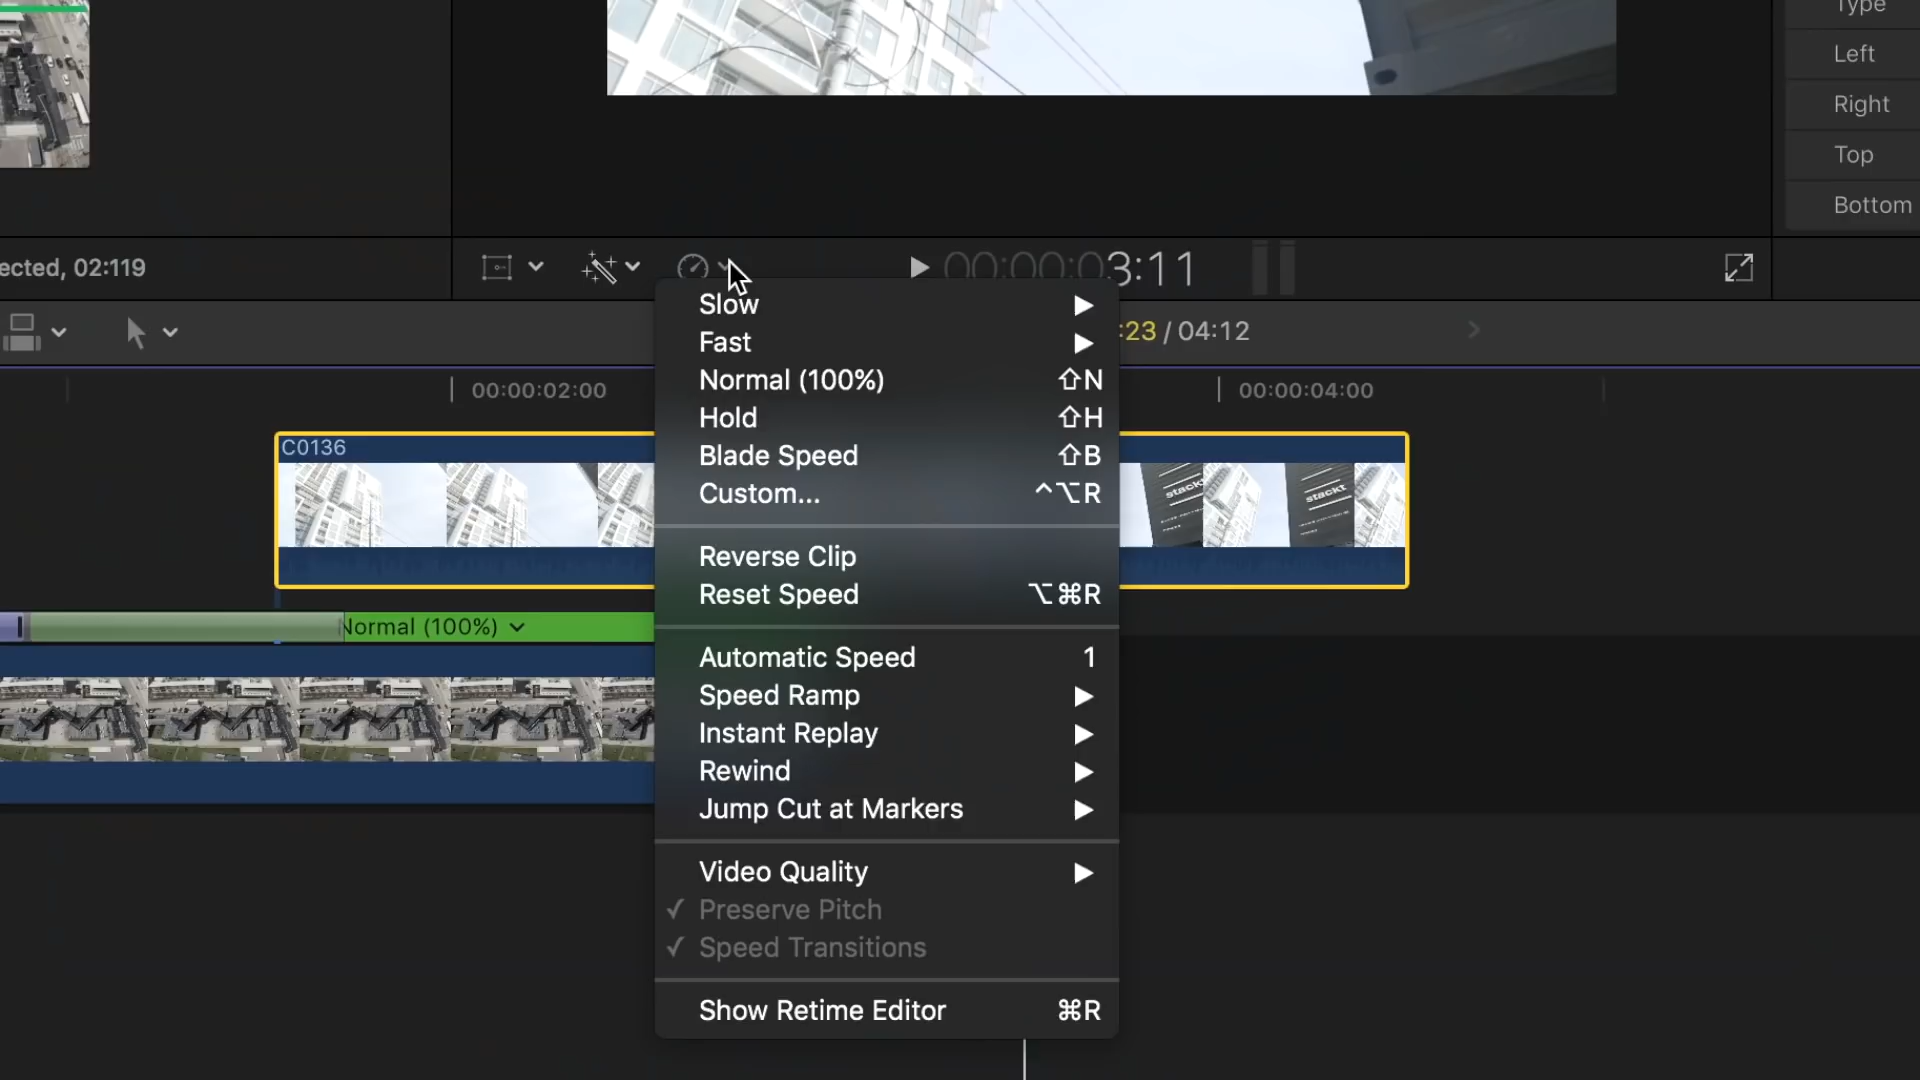 Type
Left
Right
Top
Bottom
ected, 02:119
00:00:03:11
:23 / 04:12
00:00:02:00
00:00:04:00
Slow
Fast
Normal (100%) ⇧N
Hold ⇧H
Blade Speed ⇧B
Custom... ^⌥R
Reverse Clip
Reset Speed ⌥⌘R
Automatic Speed 1
Speed Ramp
Instant Replay
Rewind
Jump Cut at Markers
Video Quality
✓ Preserve Pitch
✓ Speed Transitions
Show Retime Editor ⌘R
C0136
stackt
stackt
Normal (100%)